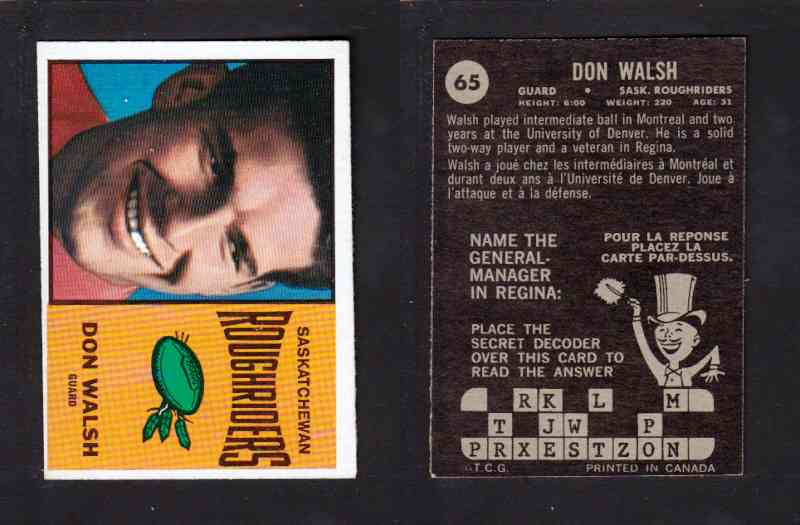 SASKATCHEWAN
ROUGHRIDERS
DON WALSH
GUARD
65
DON WALSH
GUARD • SASK. ROUGHRIDERS
HEIGHT: 6:00 WEIGHT: 220 AGE: 31
Walsh played intermediate ball in Montreal and two
years at the University of Denver. He is a solid
two-way player and a veteran in Regina.
Walsh a joué chez les intermédiaires à Montréal et
durant deux ans à l'Université de Denver. Joue à
l'attaque et à la défense.
NAME THE
GENERAL-
MANAGER
IN REGINA:
POUR LA REPONSE
PLACEZ LA
CARTE PAR-DESSUS.
PLACE THE
SECRET DECODER
OVER THIS CARD TO
READ THE ANSWER
RK L M
T JW P
PRXESTZON
T.C.G. PRINTED IN CANADA